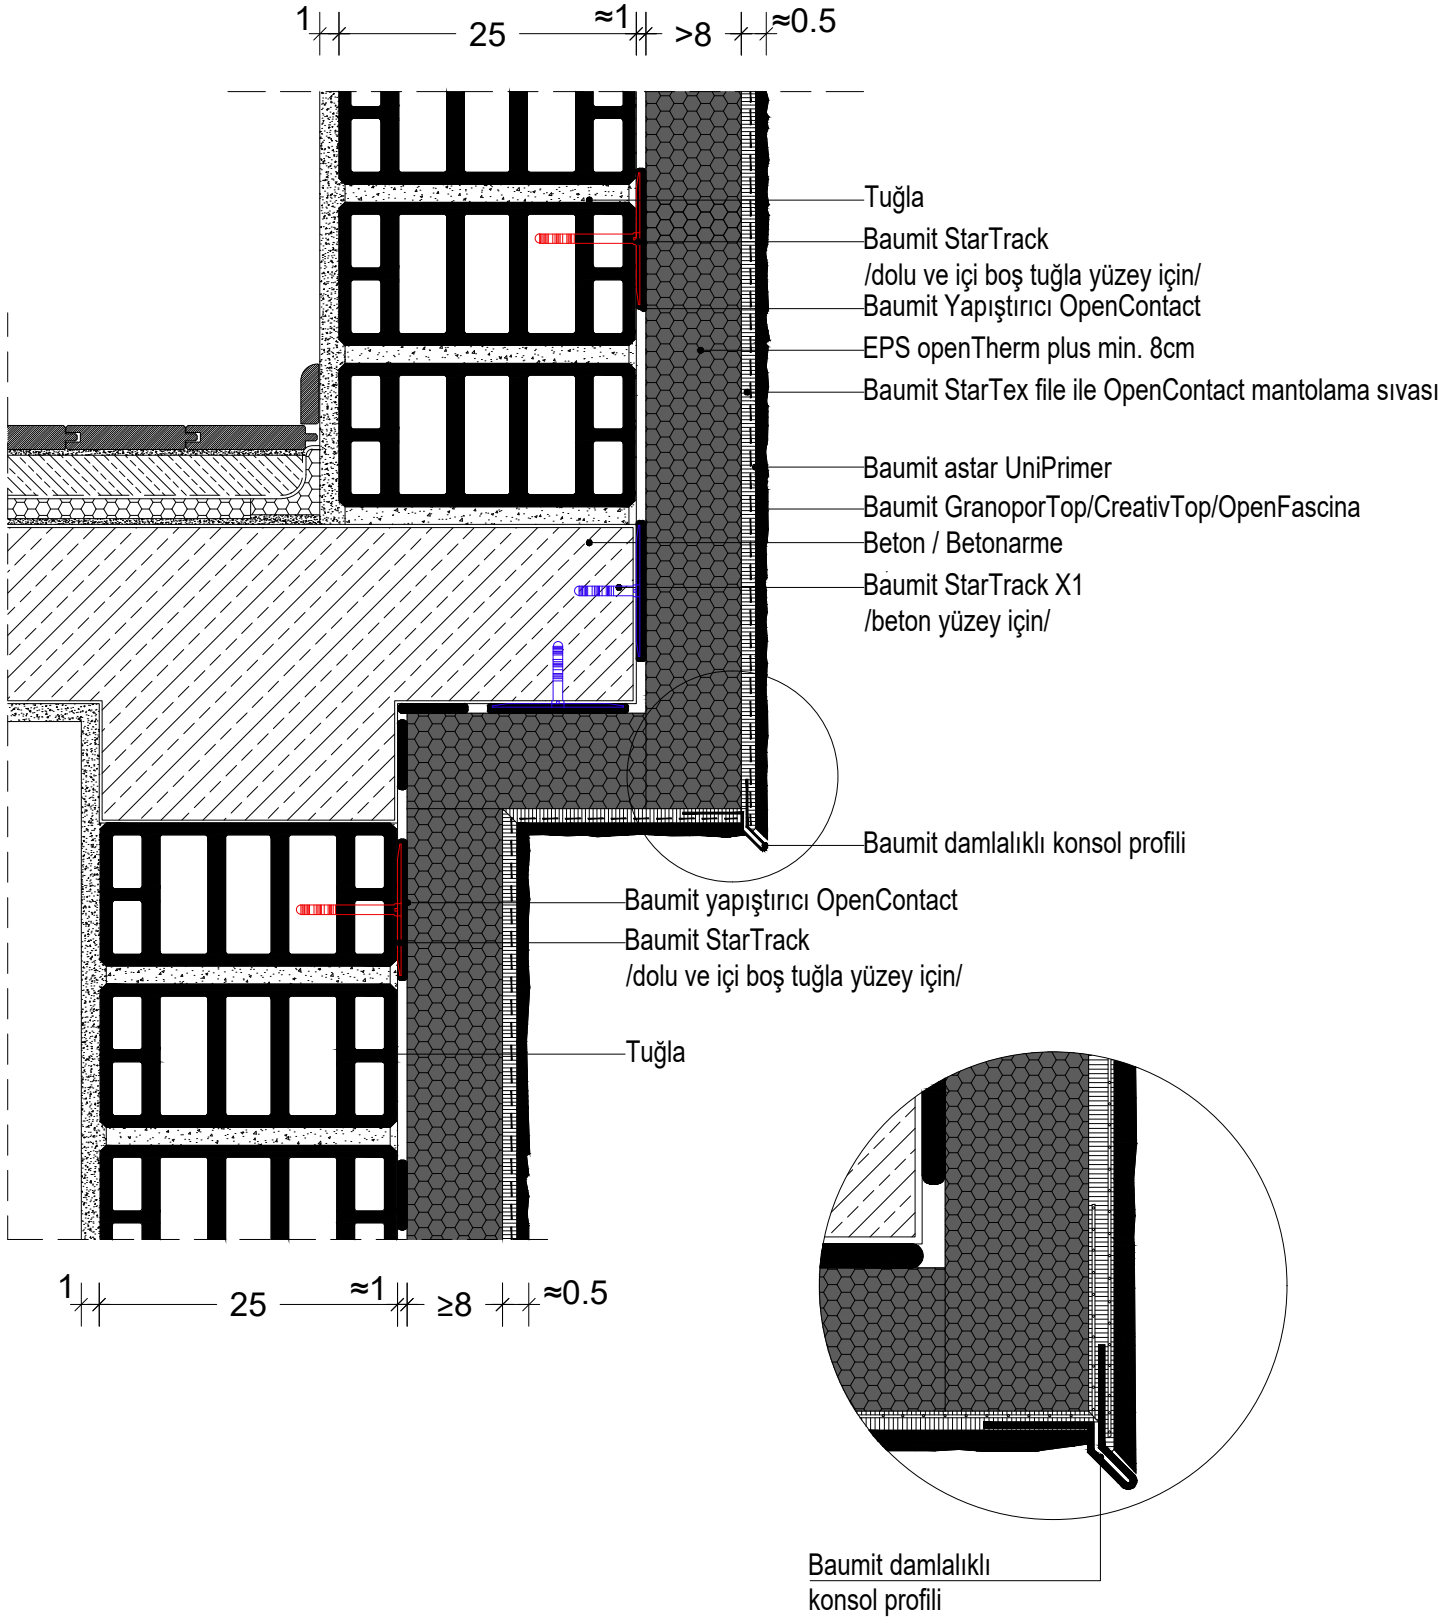 1
25
≈1
>8
≈0.5
Tuğla
Baumit StarTrack
/dolu ve içi boş tuğla yüzey için/
Baumit Yapıştırıcı OpenContact
EPS openTherm plus min. 8cm
Baumit StarTex file ile OpenContact mantolama sıvası
Baumit astar UniPrimer
Baumit GranoporTop/CreativTop/OpenFascina
Beton / Betonarme
Baumit StarTrack X1
/beton yüzey için/
Baumit damlalıklı konsol profili
Baumit yapıştırıcı OpenContact
Baumit StarTrack
/dolu ve içi boş tuğla yüzey için/
Tuğla
1
25
≈1
≥8
≈0.5
Baumit damlalıklı
konsol profili